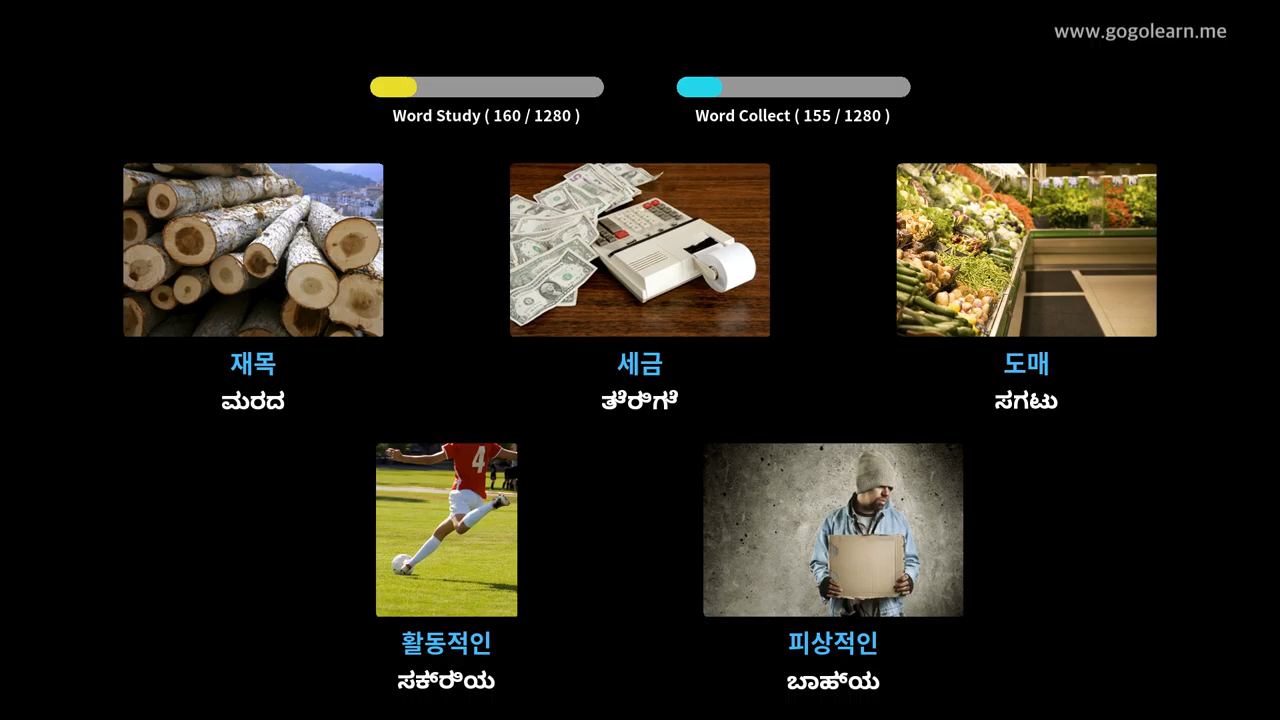 www.gogolearn.me
Word Study ( 160 / 1280 )
Word Collect ( 155 / 1280 )
재목
세금
도매
ಮರದ
ತೆರಿಗೆ
ಸಗಟು
4
활동적인
피상적인
ಸಕ್ರಿಯ
ಬಾಹ್ಯ